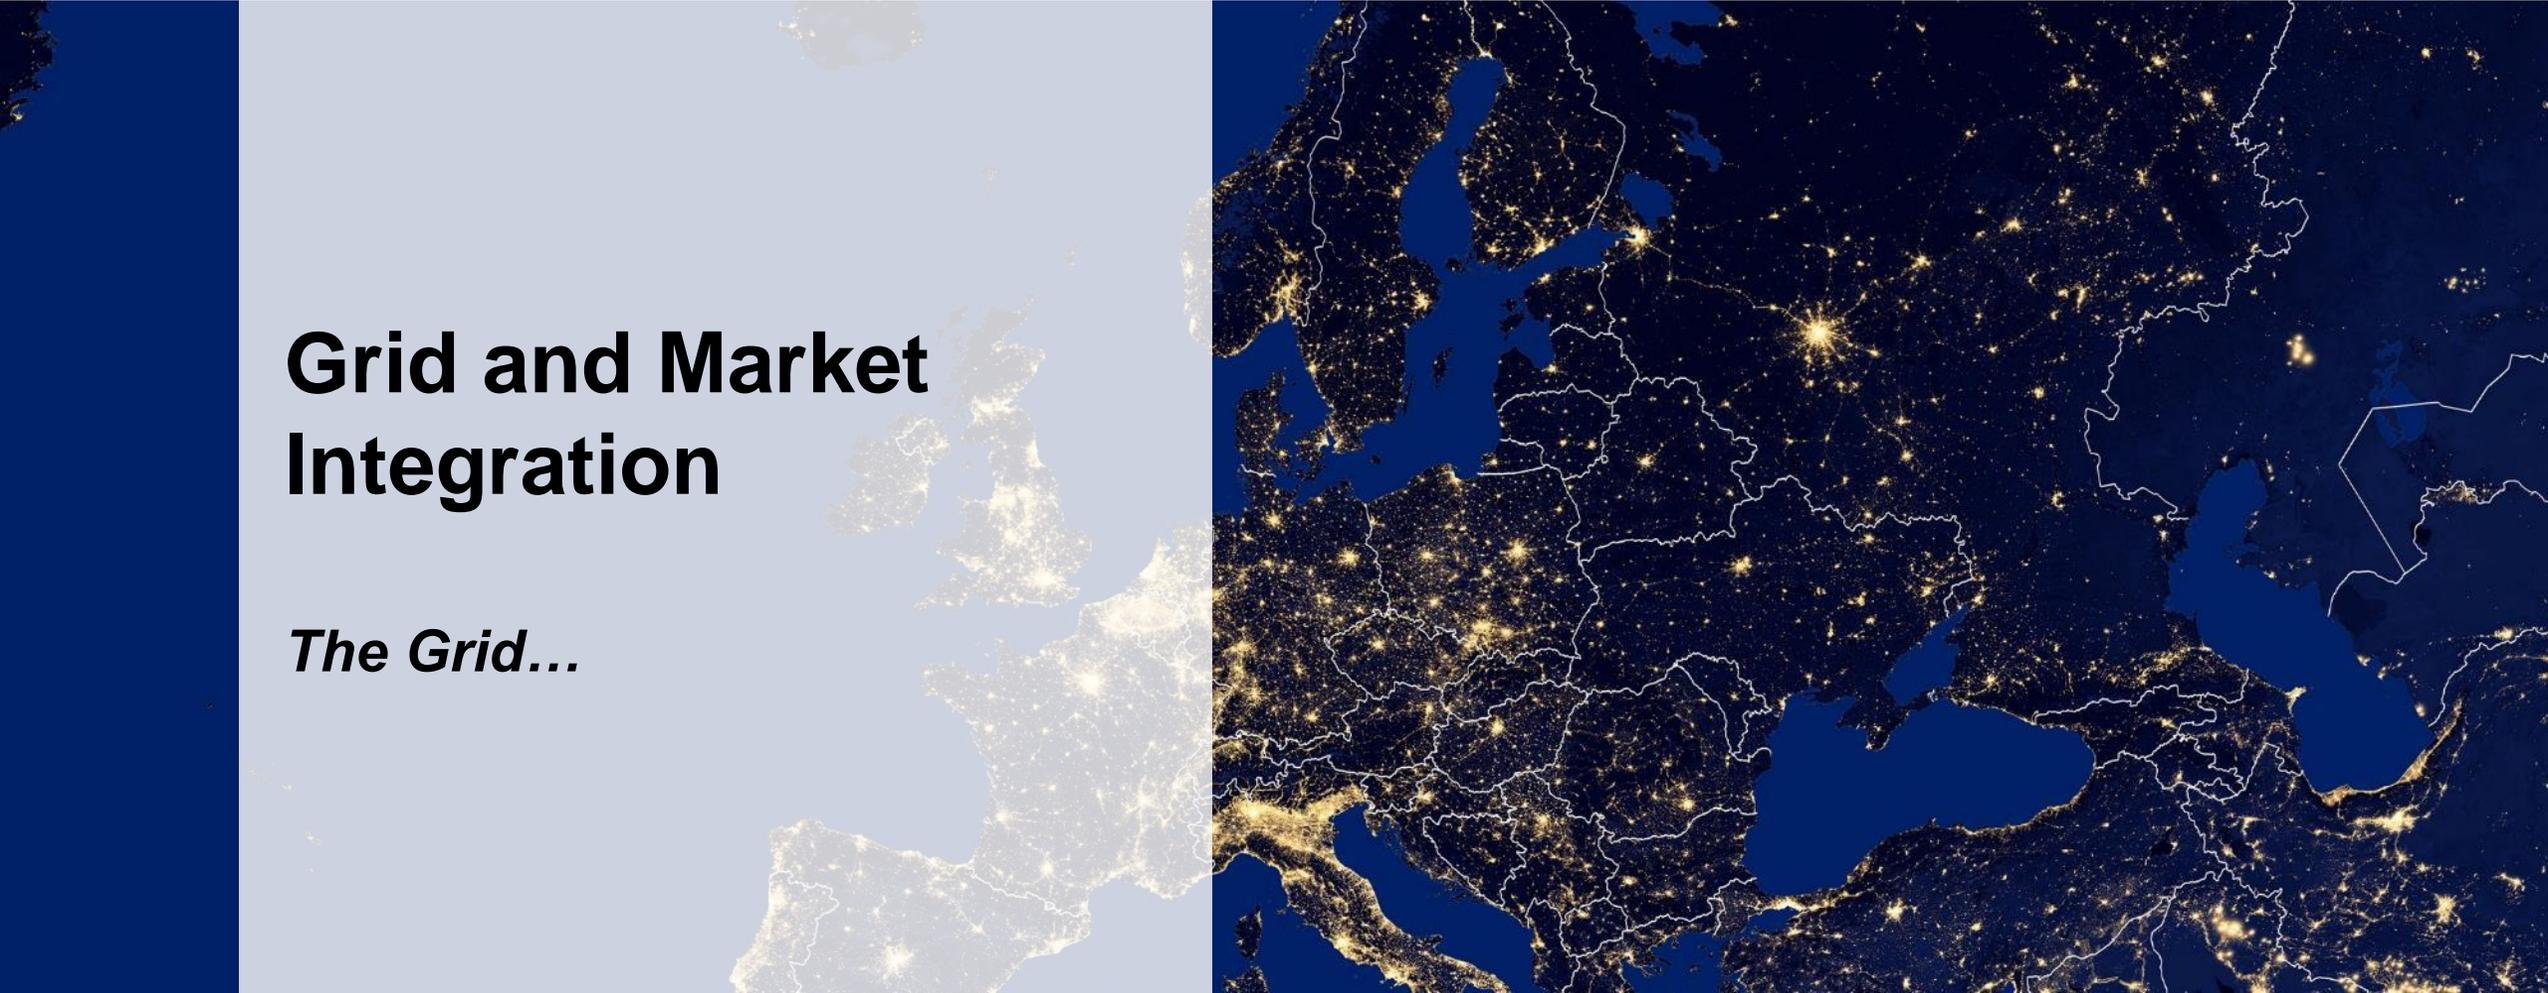 Grid and Market
Integration
The Grid…